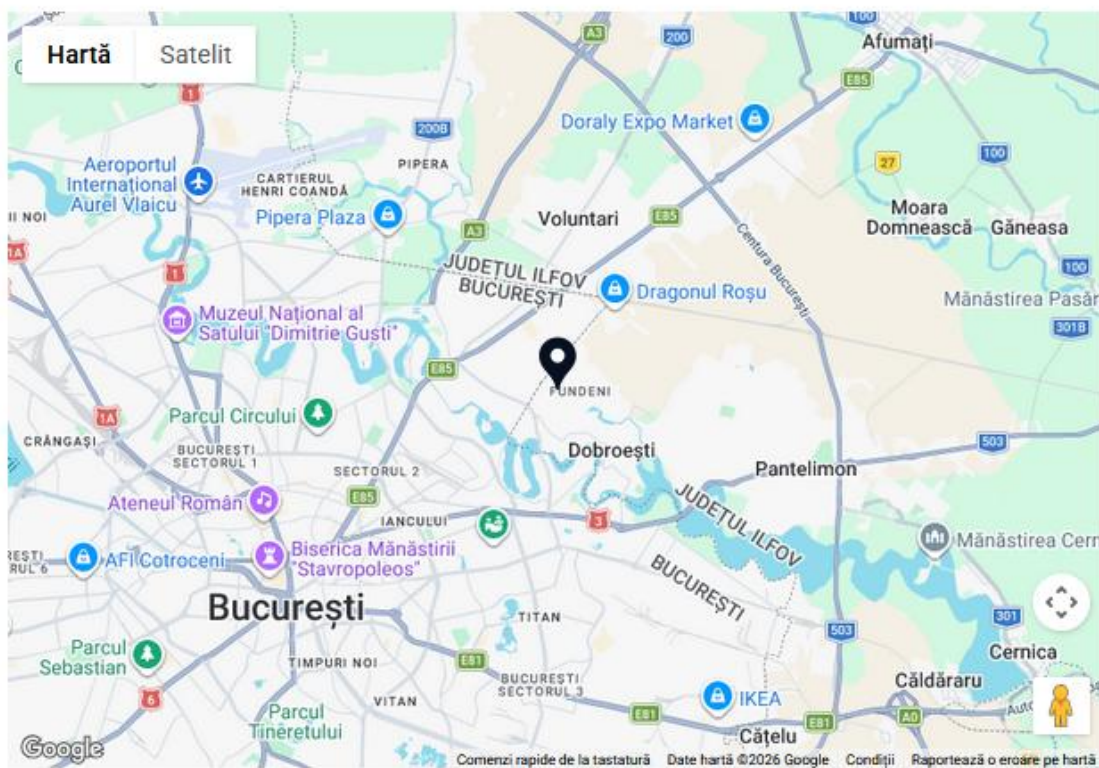 Hartă
Satelit
A3
200
100
Afumați
1
E85
200B
Doraly Expo Market
PIPERA
100
27
Aeroportul
Internațional
Aurel Vlaicu
CARTIERUL
HENRI COANDĂ
Pipera Plaza
Voluntari
E85
Moara
Domnească
Găneasa
II NOI
A3
1A
1
Centura București
JUDEȚUL ILFOV
BUCUREȘTI
100
Dragonul Roșu
Mănăstirea Pasăr
Muzeul Național al
Satului "Dimitrie Gusti"
301B
E85
FUNDENI
Parcul Circului
1A
CRÂNGAȘI
BUCUREȘTI
SECTORUL 1
503
Dobroești
SECTORUL 2
Pantelimon
Ateneul Român
E85
JUDEȚUL ILFOV
IANCULUI
3
Mănăstirea Cern
REȘTI
RUL 6
AFI Cotroceni
Biserica Mănăstirii
"Stavropoleos"
BUCUREȘTI
București
TITAN
301
503
Parcul
Sebastian
TIMPURI NOI
E81
Cernica
BUCUREȘTI
SECTORUL 3
Căldăraru
6
VITAN
IKEA
Parcul
Tineretului
E81
E81
A0
Auto
Cățelu
Google
Comenzi rapide de la tastatură
Date hartă ©2026 Google
Condiții
Raportează o eroare pe hartă